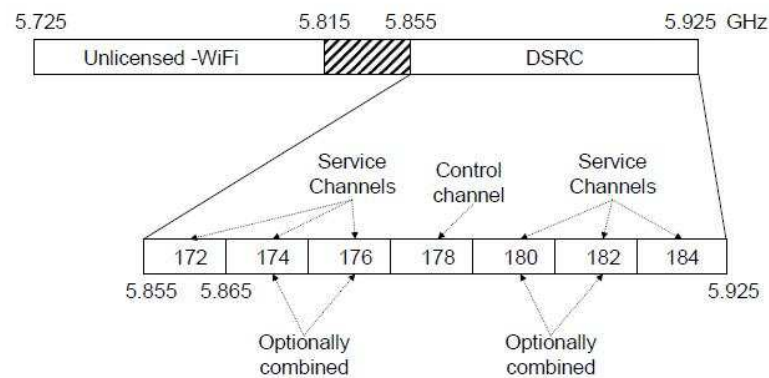 5.725 5.815 5.855 5.925 GHz
Unlicensed -WiFi DSRC
Service Channels
Control channel
Service Channels
172 174 176 178 180 182 184
5.855 5.865 5.925
Optionally combined
Optionally combined